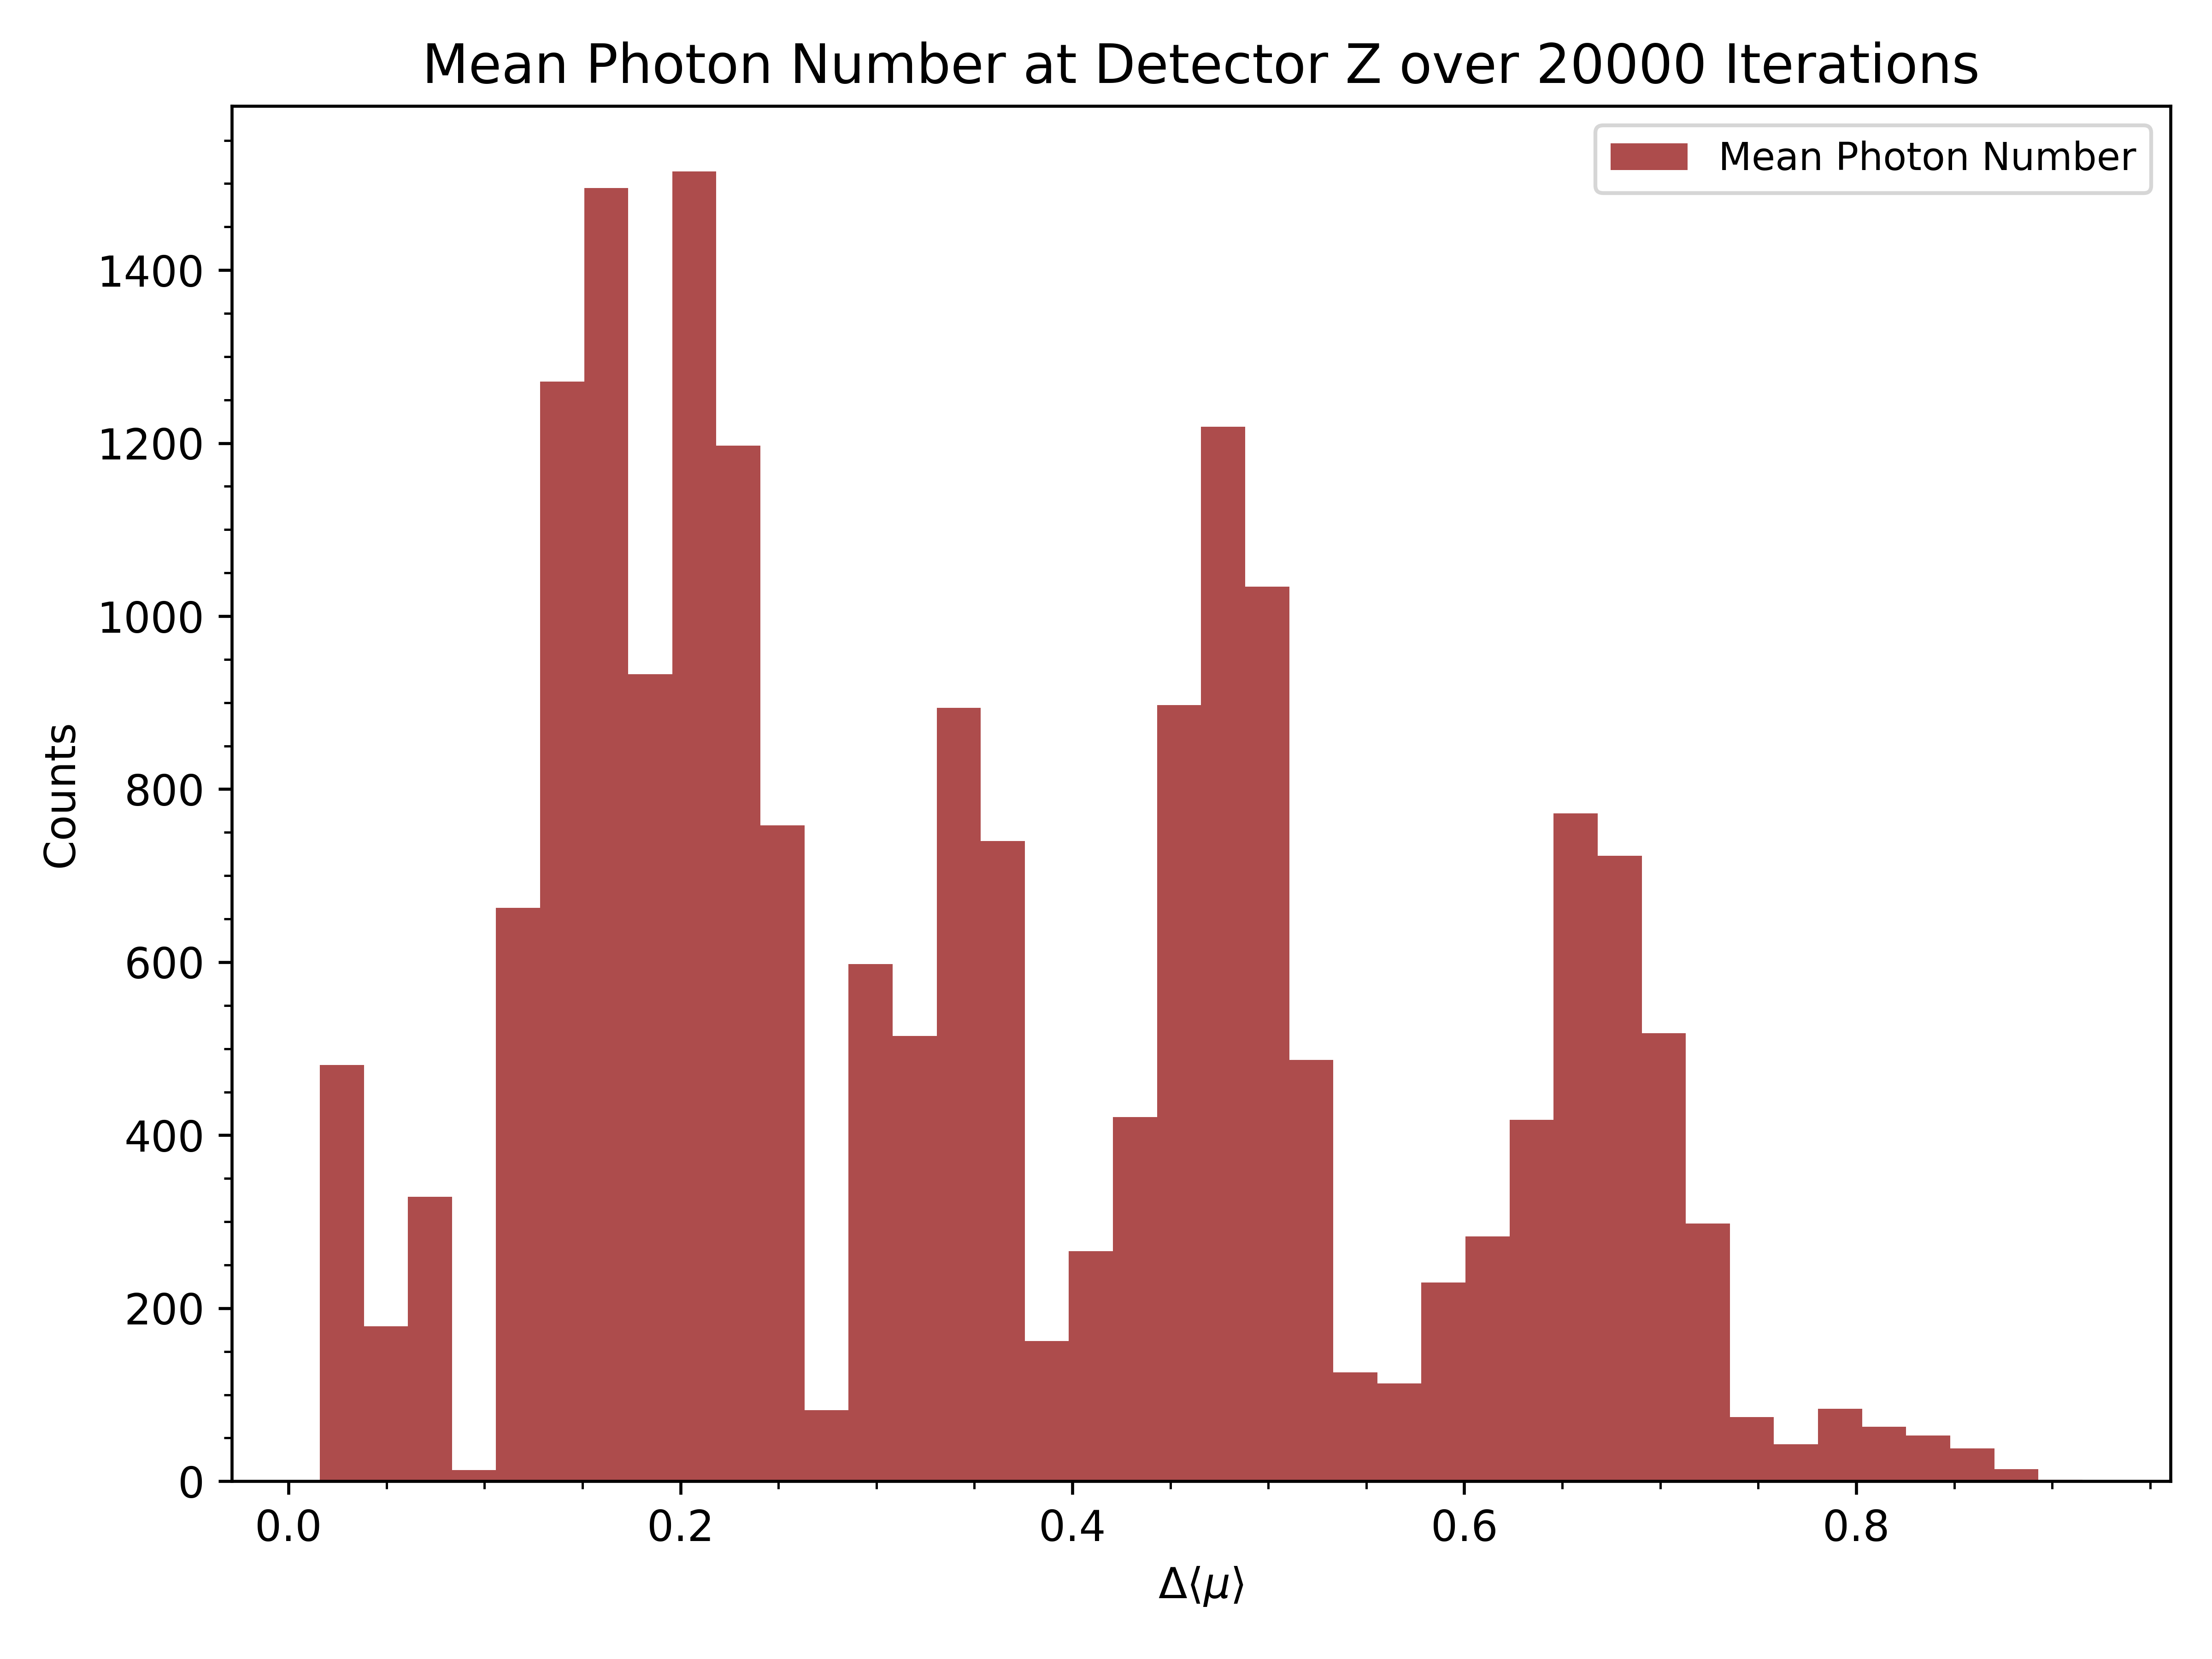 Mean Photon Number at Detector Z over 20000 Iterations
Mean Photon Number
1400
1200
1000
800
600
400
200
0
Counts
0.0 0.2 0.4 0.6 0.8
Δ⟨μ⟩